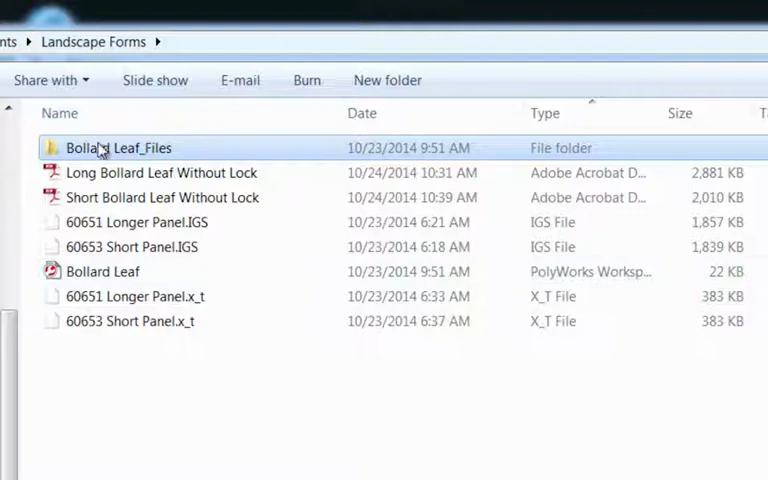 nts Landscape Forms
Share with Slide show E-mail Burn New folder
Name Date Type Size
Bollard Leaf_Files 10/23/2014 9:51 AM File folder
Long Bollard Leaf Without Lock 10/24/2014 10:31 AM Adobe Acrobat D... 2,881 KB
Short Bollard Leaf Without Lock 10/24/2014 10:39 AM Adobe Acrobat D... 2,010 KB
60651 Longer Panel.IGS 10/23/2014 6:21 AM IGS File 1,857 KB
60653 Short Panel.IGS 10/23/2014 6:18 AM IGS File 1,839 KB
Bollard Leaf 10/23/2014 9:51 AM PolyWorks Worksp... 22 KB
60651 Longer Panel.x_t 10/23/2014 6:33 AM X_T File 383 KB
60653 Short Panel.x_t 10/23/2014 6:37 AM X_T File 383 KB